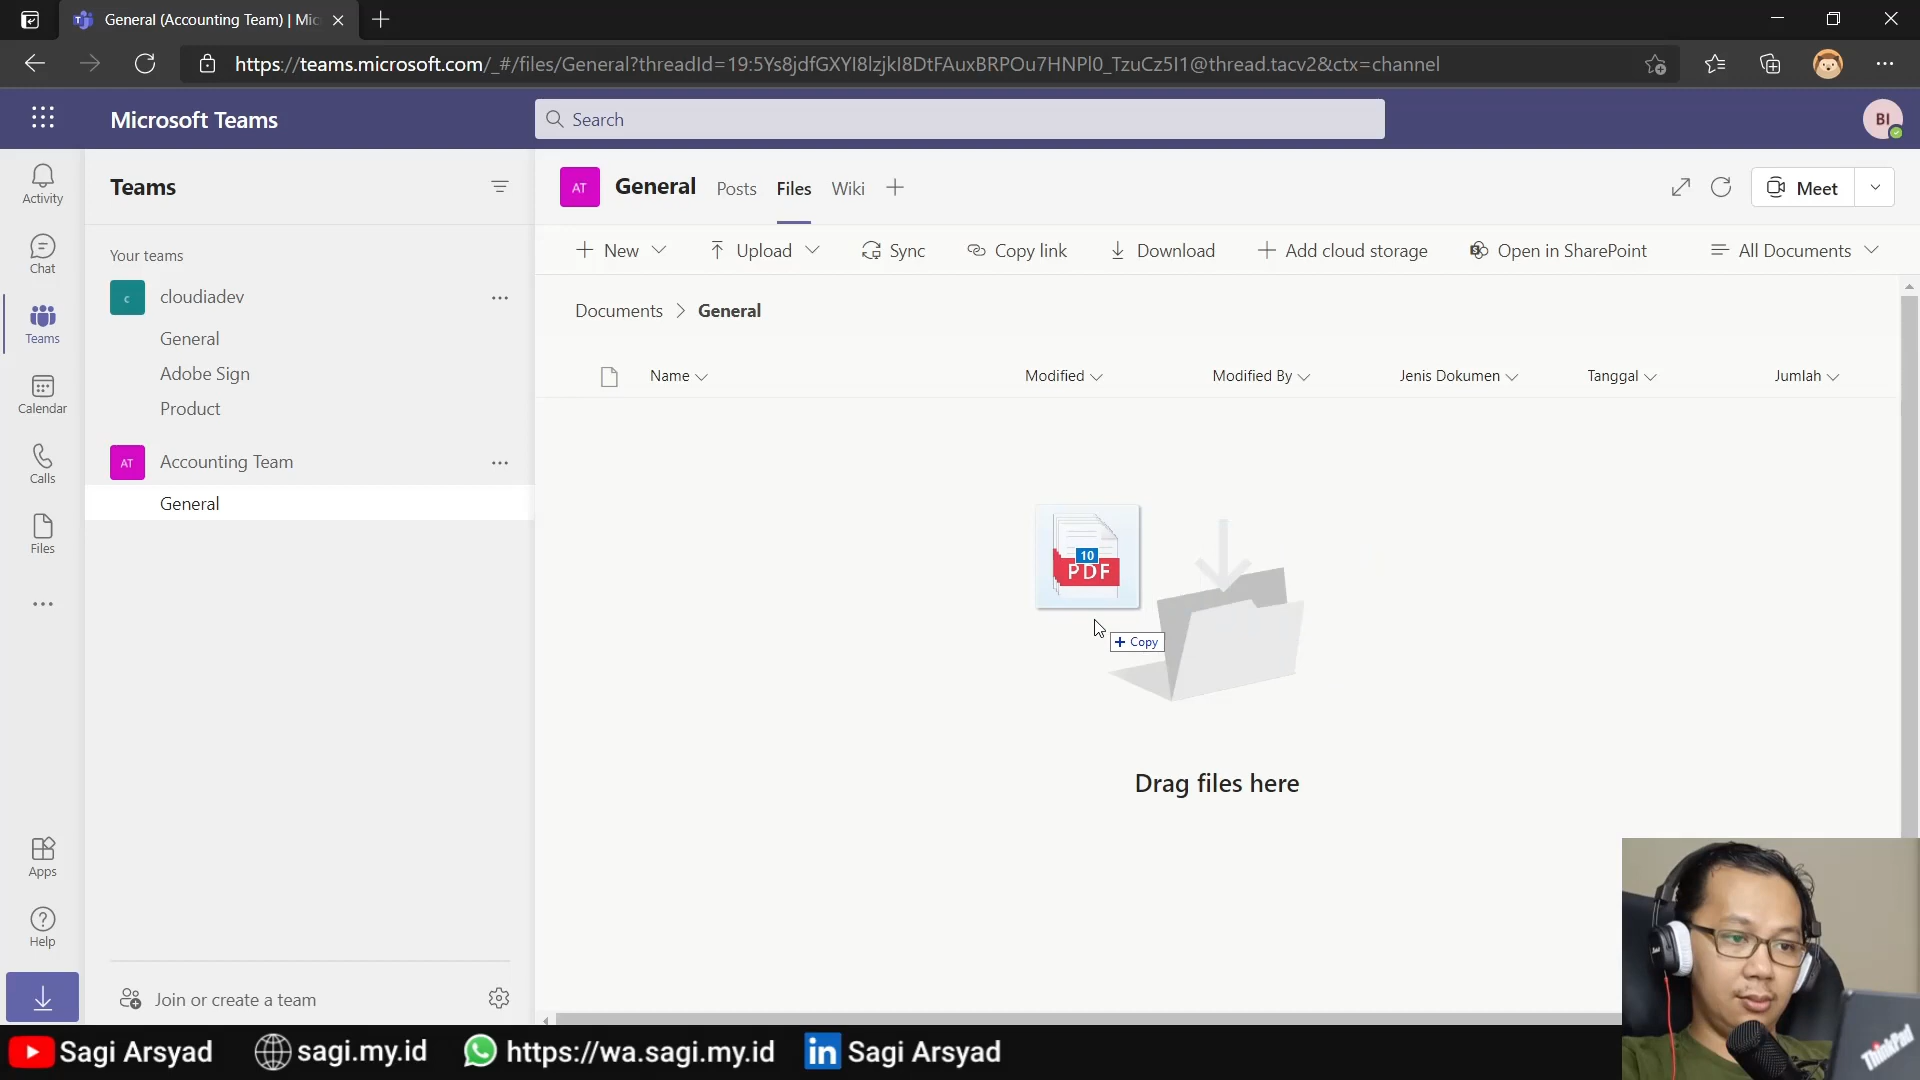 General (Accounting Team) | Mic
https://teams.microsoft.com/_#/files/General?threadId=19:5Ys8jdfGXYI8lzjkI8DtFAuxBRPOu7HNPl0_TzuCz5I1@thread.tacv2&ctx=channel
Microsoft Teams
Search
BI
Activity
Chat
Teams
Calendar
Calls
Files
Apps
Help
Teams
Your teams
c cloudiadev
General
Adobe Sign
Product
AT Accounting Team
General
Join or create a team
AT General Posts Files Wiki
Meet
New Upload Sync Copy link Download Add cloud storage Open in SharePoint All Documents
Documents > General
Name Modified Modified By Jenis Dokumen Tanggal Jumlah
10
PDF
+ Copy
Drag files here
ThinkPad
Sagi Arsyad sagi.my.id https://wa.sagi.my.id in Sagi Arsyad